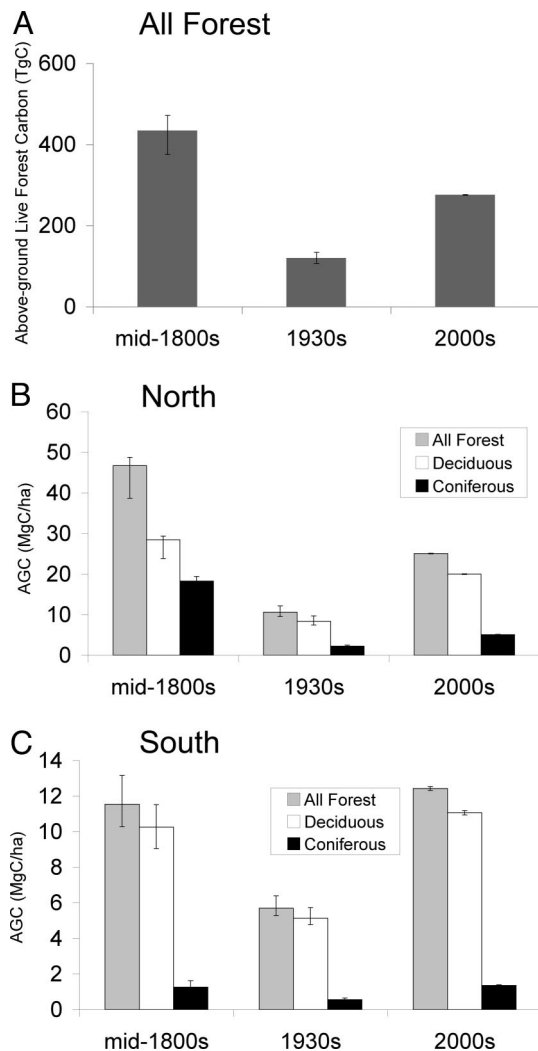 A All Forest
Above-ground Live Forest Carbon (TgC)
600
400
200
0
mid-1800s 1930s 2000s
B North
AGC (MgC/ha)
60
50
40
30
20
10
0
All Forest
Deciduous
Coniferous
mid-1800s 1930s 2000s
C South
AGC (MgC/ha)
14
12
10
8
6
4
2
0
All Forest
Deciduous
Coniferous
mid-1800s 1930s 2000s